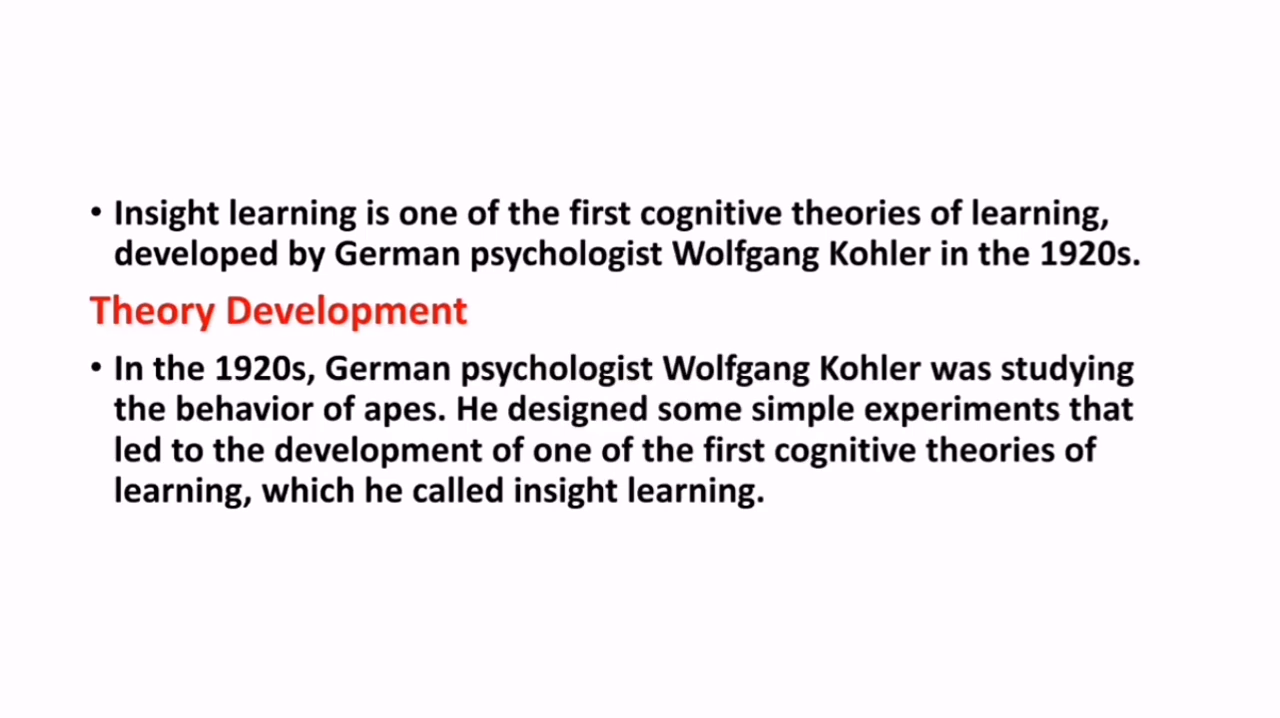 • Insight learning is one of the first cognitive theories of learning,
developed by German psychologist Wolfgang Kohler in the 1920s.
Theory Development
• In the 1920s, German psychologist Wolfgang Kohler was studying
the behavior of apes. He designed some simple experiments that
led to the development of one of the first cognitive theories of
learning, which he called insight learning.